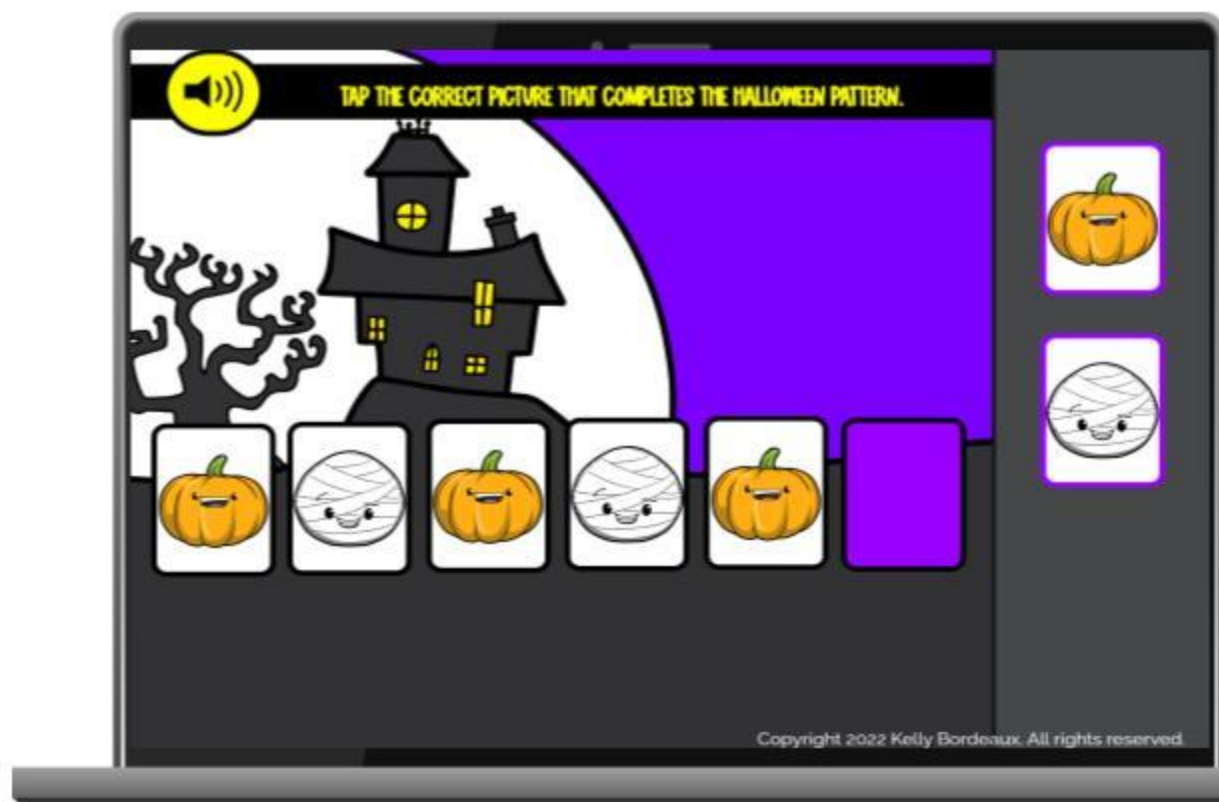 TAP THE CORRECT PICTURE THAT COMPLETES THE HALLOWEEN PATTERN.
Copyright 2022 Kelly Bordeaux. All rights reserved.